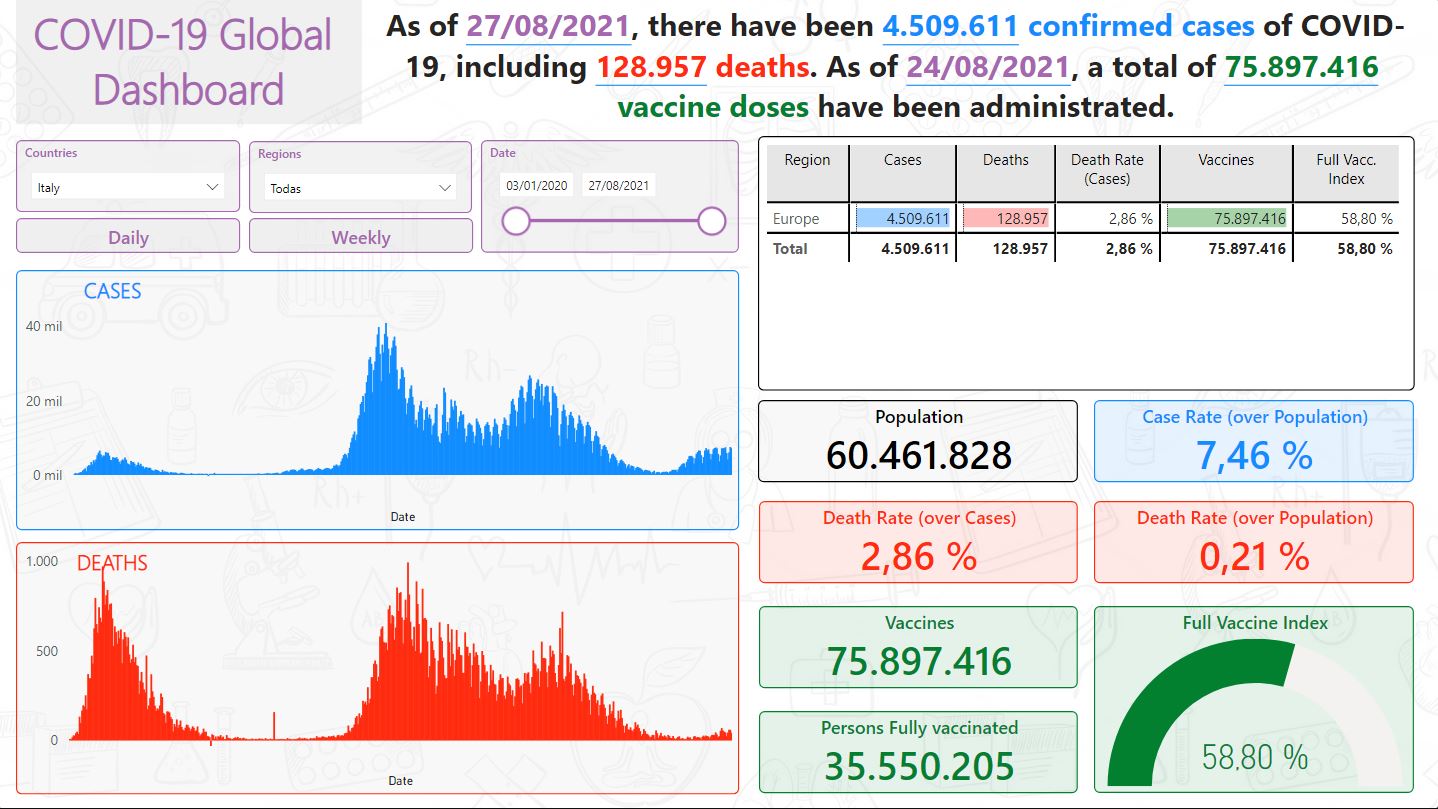 COVID-19 Global
Dashboard
As of 27/08/2021, there have been 4.509.611 confirmed cases of COVID-
19, including 128.957 deaths. As of 24/08/2021, a total of 75.897.416
vaccine doses have been administrated.
Countries
Italy
Regions
Todas
Date
03/01/2020 27/08/2021
Daily
Weekly
Region Cases Deaths Death Rate (Cases) Vaccines Full Vacc. Index
Europe 4.509.611 128.957 2,86 % 75.897.416 58,80 %
Total 4.509.611 128.957 2,86 % 75.897.416 58,80 %
CASES
40 mil
20 mil
0 mil
Date
DEATHS
1.000
500
0
Date
Population
60.461.828
Case Rate (over Population)
7,46 %
Death Rate (over Cases)
2,86 %
Death Rate (over Population)
0,21 %
Vaccines
75.897.416
Persons Fully vaccinated
35.550.205
Full Vaccine Index
58,80 %
Rh-
Rh+
Rh+